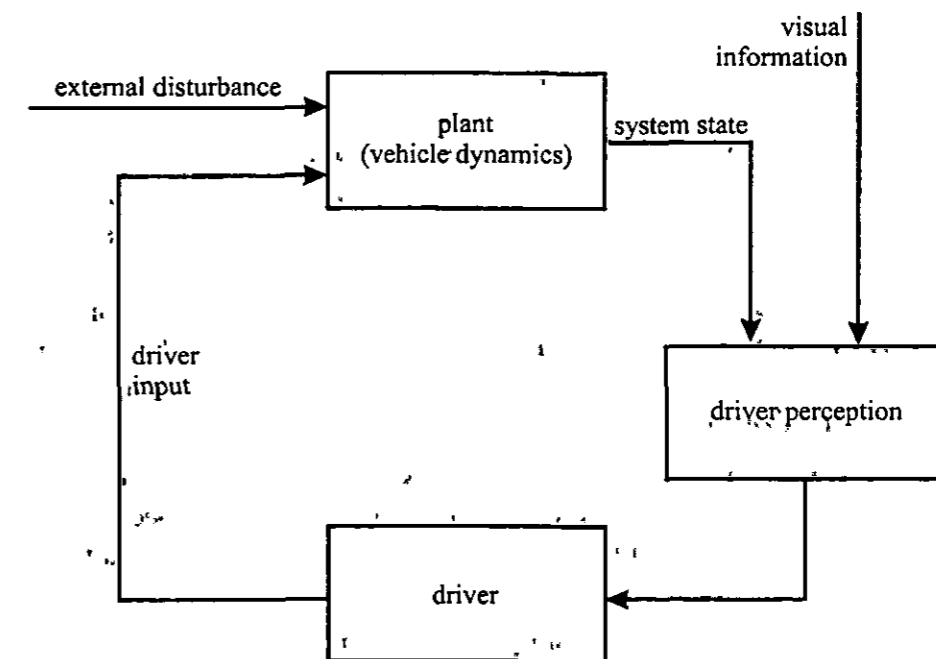 visual
information
external disturbance
plant
(vehicle dynamics)
system state
driver
input
driver perception
driver